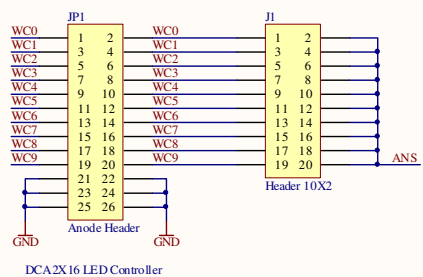 JP1 J1
WC0 1 2 WC0 1 2
WC1 3 4 WC1 3 4
WC2 5 6 WC2 5 6
WC3 7 8 WC3 7 8
WC4 9 10 WC4 9 10
WC5 11 12 WC5 11 12
WC6 13 14 WC6 13 14
WC7 15 16 WC7 15 16
WC8 17 18 WC8 17 18
WC9 19 20 WC9 19 20 ANS
21 22
23 24
25 26
Header 10X2
Anode Header
GND GND
DCA2X16 LED Controller